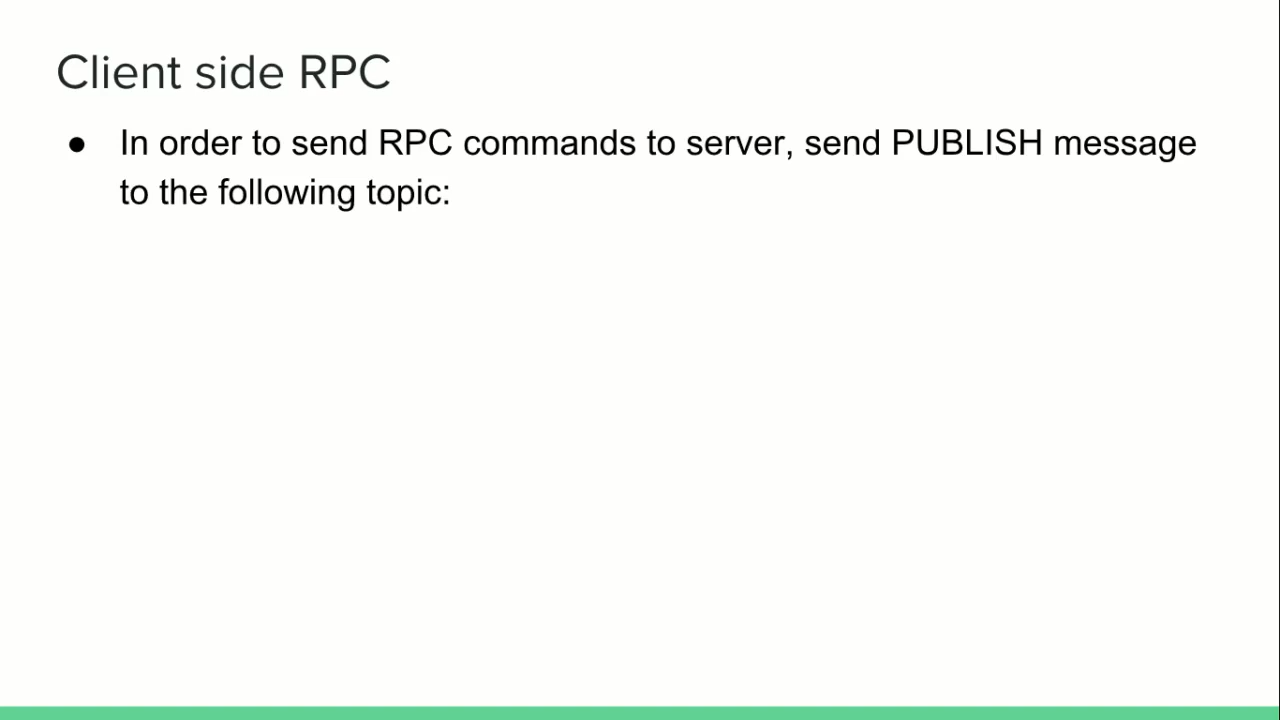 Client side RPC
● In order to send RPC commands to server, send PUBLISH message
to the following topic: